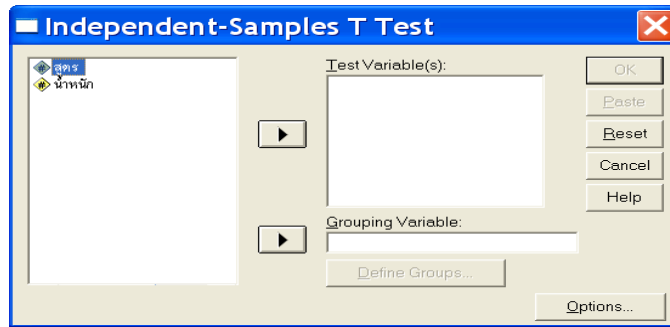 Independent-Samples T Test
สูตร
น้ำหนัก
Test Variable(s):
OK
Paste
Reset
Cancel
Help
Grouping Variable:
Define Groups...
Options...